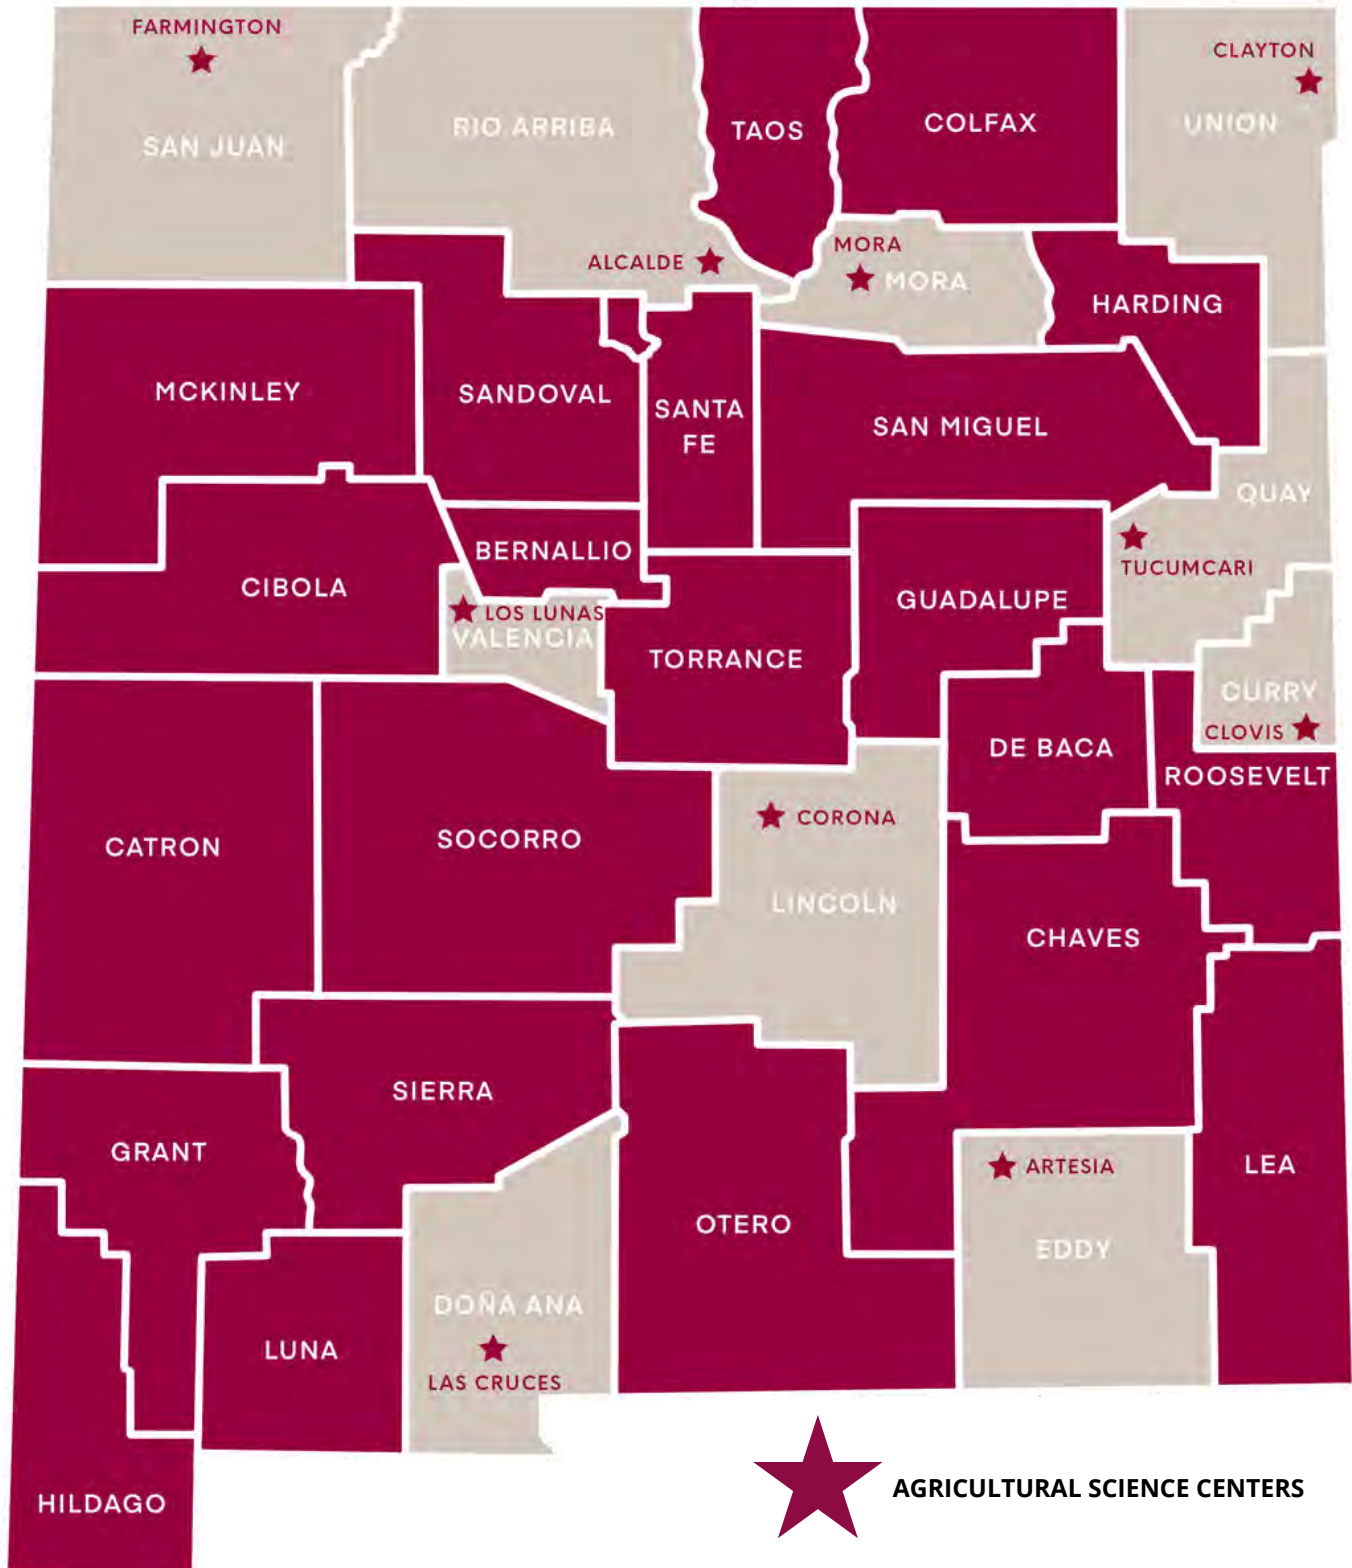 FARMINGTON
CLAYTON
SAN JUAN
RIO ARRIBA
TAOS
COLFAX
UNION
ALCALDE
MORA
MORA
HARDING
MCKINLEY
SANDOVAL
SANTA
FE
SAN MIGUEL
QUAY
TUCUMCARI
CIBOLA
BERNALLIO
LOS LUNAS
VALENCIA
TORRANCE
GUADALUPE
CURRY
CLOVIS
DE BACA
ROOSEVELT
CATRON
SOCORRO
CORONA
LINCOLN
CHAVES
SIERRA
GRANT
ARTESIA
LEA
OTERO
EDDY
DOÑA ANA
LUNA
LAS CRUCES
HILDAGO
AGRICULTURAL SCIENCE CENTERS